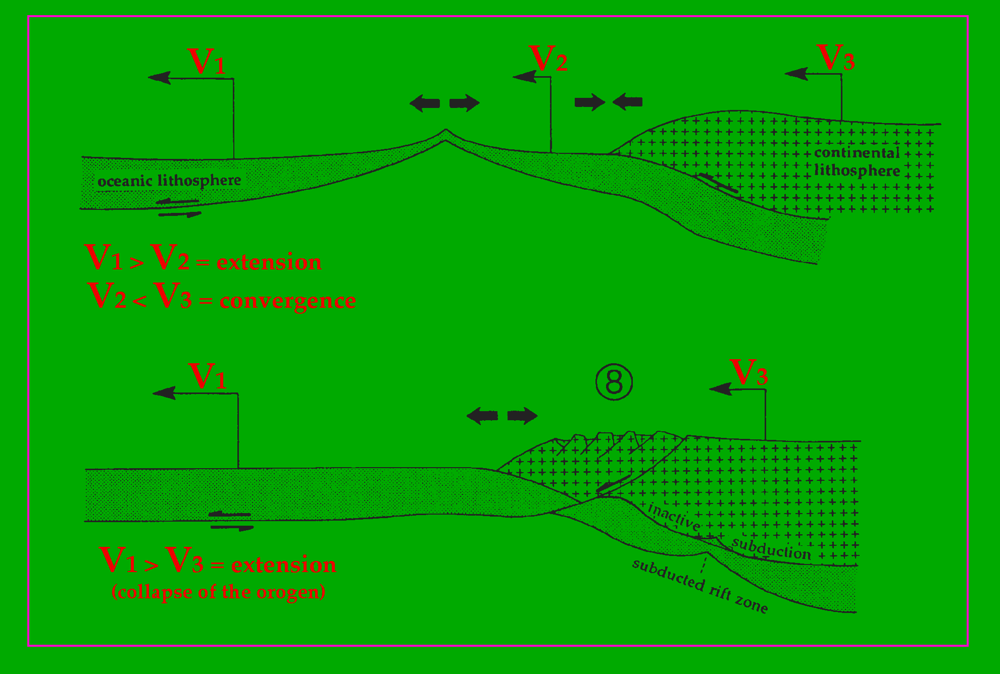 V1
V2
V3
continental
lithosphere
oceanic lithosphere
V1 > V2 = extension
V2 < V3 = convergence
V1
8
V3
inactive
subduction
subducted rift zone
V1 > V3 = extension
(collapse of the orogen)